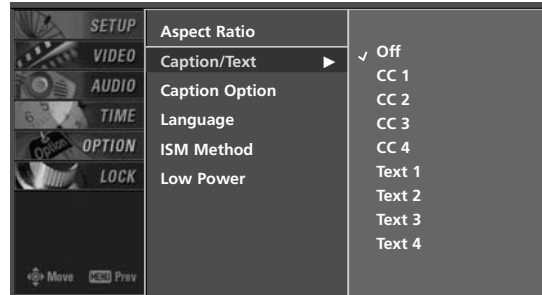 SETUP
VIDEO
AUDIO
TIME
OPTION
LOCK
Move MENU Prev
Aspect Ratio
Caption/Text
Caption Option
Language
ISM Method
Low Power
Off
CC 1
CC 2
CC 3
CC 4
Text 1
Text 2
Text 3
Text 4